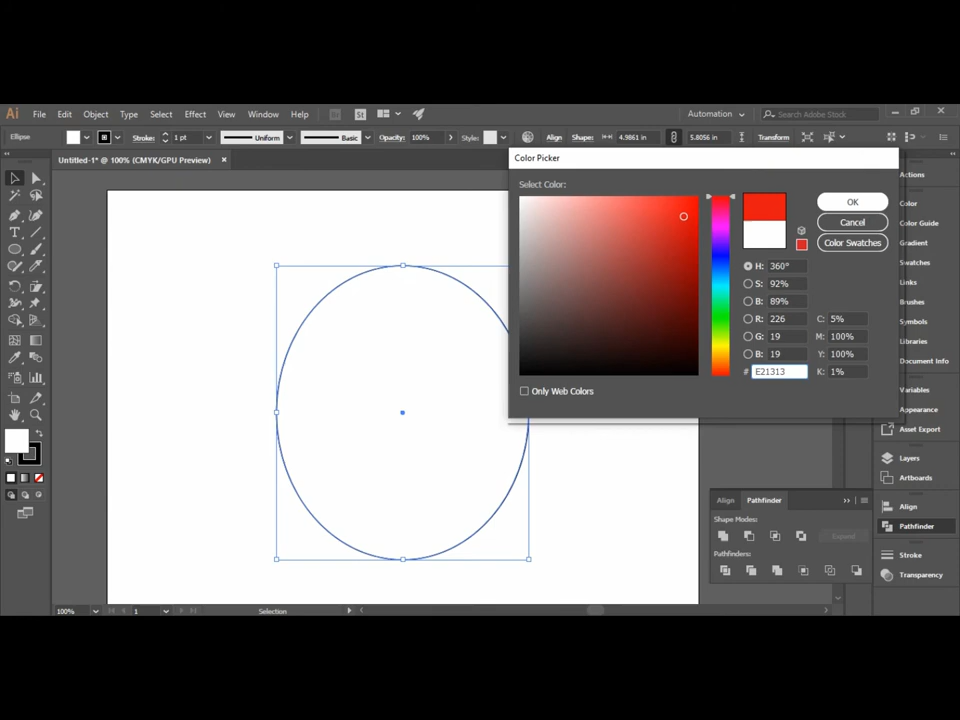 Ai File Edit Object Type Select Effect View Window Help Br St Automation Search Adobe Stock
Ellipse Stroke: 1 pt Uniform Basic Opacity: 100% Style: Align Shape: 4.9861 in 5.8056 in Transform
Untitled-1* @ 100% (CMYK/GPU Preview)
Color Picker
Select Color:
OK
Cancel
Color Swatches
H: 360°
S: 92%
B: 89%
R: 226 C: 5%
G: 19 M: 100%
B: 19 Y: 100%
# E21313 K: 1%
Only Web Colors
Actions
Color
Color Guide
Gradient
Swatches
Links
Brushes
Symbols
Libraries
Document Info
Variables
Appearance
Asset Export
Layers
Artboards
Align
Pathfinder
Stroke
Transparency
Align Pathfinder
Shape Modes:
Expand
Pathfinders:
100% 1 Selection